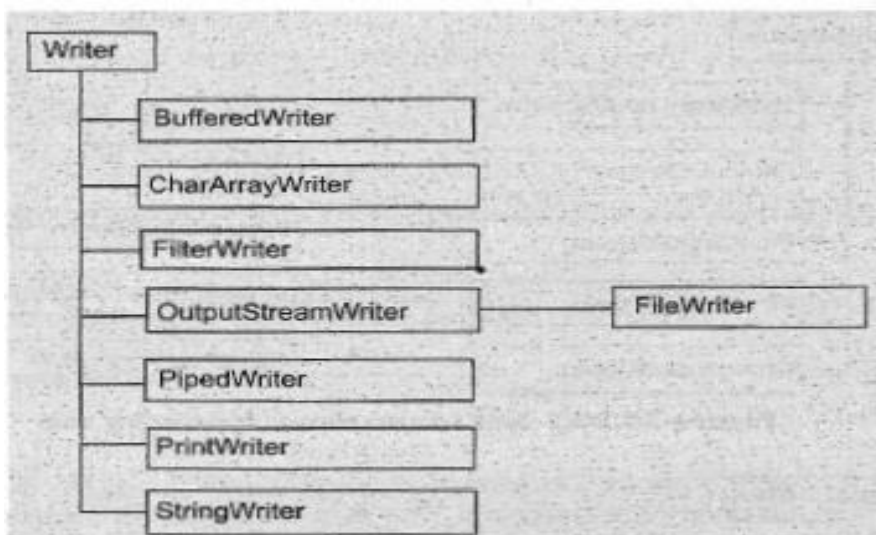 Writer
BufferedWriter
CharArrayWriter
FilterWriter
OutputStreamWriter
FileWriter
PipedWriter
PrintWriter
StringWriter